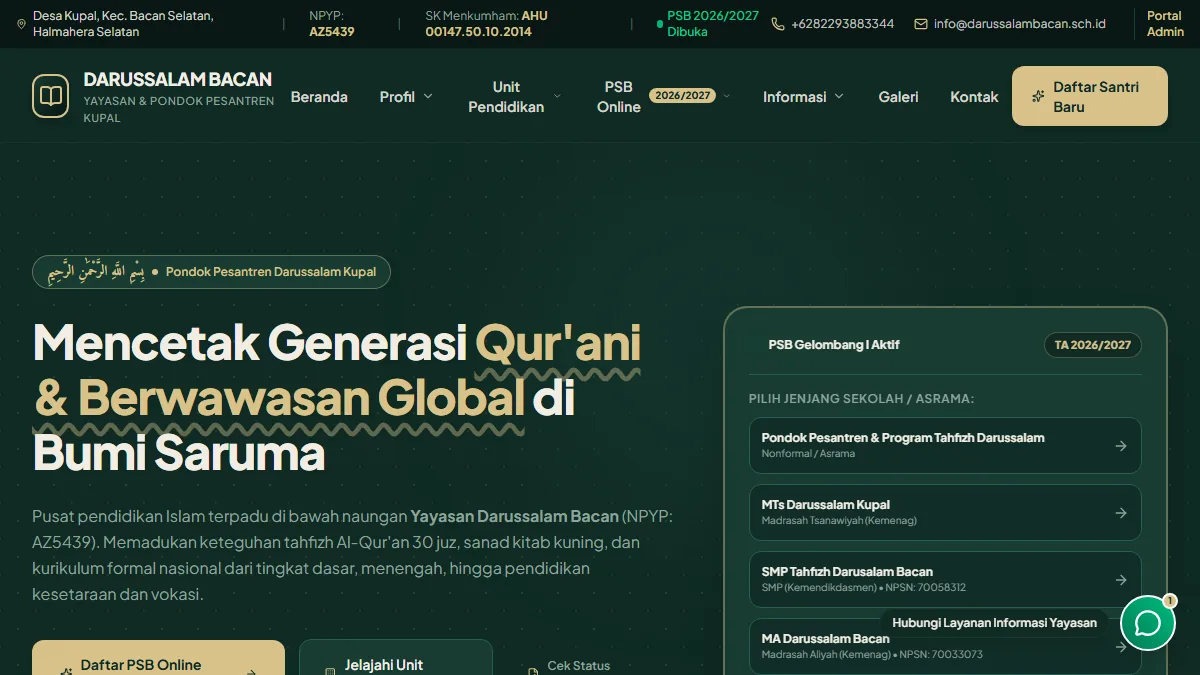 Desa Kupal, Kec. Bacan Selatan,
Halmahera Selatan
NPYP:
AZ5439
SK Menkumham: AHU
00147.50.10.2014
PSB 2026/2027
Dibuka
+6282293883344
info@darussalambacan.sch.id
Portal
Admin
DARUSSALAM BACAN
YAYASAN & PONDOK PESANTREN
KUPAL
Beranda
Profil
Unit
Pendidikan
PSB
Online
2026/2027
Informasi
Galeri
Kontak
Daftar Santri
Baru
بِسْمِ اللَّهِ الرَّحْمَٰنِ الرَّحِيمِ • Pondok Pesantren Darussalam Kupal
Mencetak Generasi Qur'ani
& Berwawasan Global di
Bumi Saruma
Pusat pendidikan Islam terpadu di bawah naungan Yayasan Darussalam Bacan (NPYP:
AZ5439). Memadukan keteguhan tahfizh Al-Qur'an 30 juz, sanad kitab kuning, dan
kurikulum formal nasional dari tingkat dasar, menengah, hingga pendidikan
kesetaraan dan vokasi.
Daftar PSB Online
Jelajahi Unit
Cek Status
PSB Gelombang I Aktif
TA 2026/2027
PILIH JENJANG SEKOLAH / ASRAMA:
Pondok Pesantren & Program Tahfizh Darussalam
Nonformal / Asrama
MTs Darussalam Kupal
Madrasah Tsanawiyah (Kemenag)
SMP Tahfizh Darusalam Bacan
SMP (Kemendikdasmen) • NPSN: 70058312
MA Darussalam Bacan
Madrasah Aliyah (Kemenag) • NPSN: 70033073
Hubungi Layanan Informasi Yayasan
1